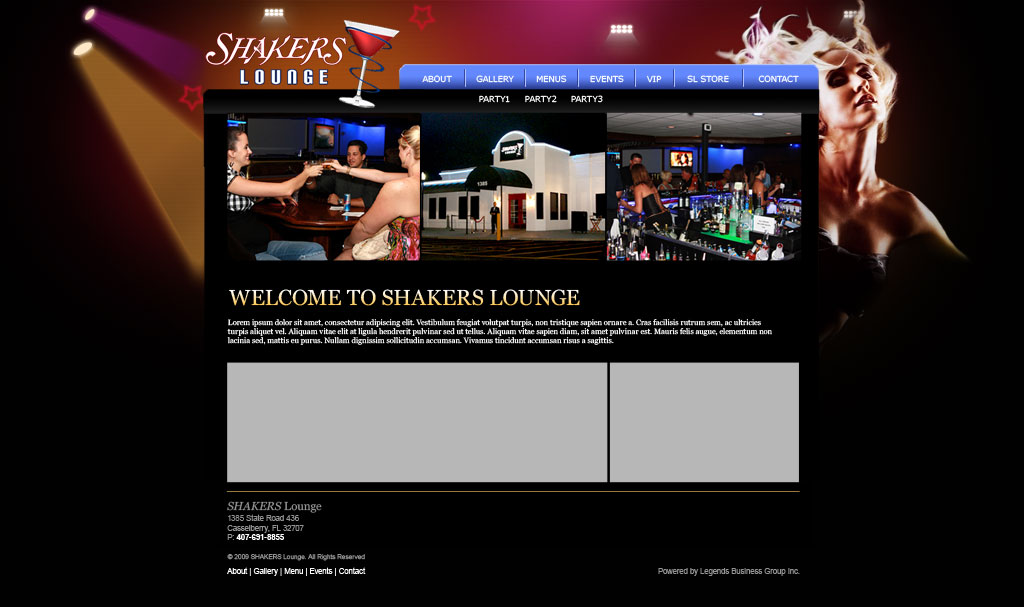 SHAKERS
LOUNGE
ABOUT GALLERY MENUS EVENTS VIP SL STORE CONTACT
PARTY1 PARTY2 PARTY3
1385
WELCOME TO SHAKERS LOUNGE
Lorem ipsum dolor sit amet, consectetur adipiscing elit. Vestibulum feugiat volutpat turpis, non tristique sapien ornare a. Cras facilisis rutrum sem, ac ultricies
turpis aliquet vel. Aliquam vitae elit at ligula hendrerit pulvinar sed ut tellus. Aliquam vitae sapien diam, sit amet pulvinar est. Mauris felis augue, elementum non
lacinia sed, mattis eu purus. Nullam dignissim sollicitudin accumsan. Vivamus tincidunt accumsan risus a sagittis.
SHAKERS Lounge
1385 State Road 436
Casselberry, FL 32707
P: 407-691-8855
© 2009 SHAKERS Lounge. All Rights Reserved
About | Gallery | Menu | Events | Contact
Powered by Legends Business Group Inc.